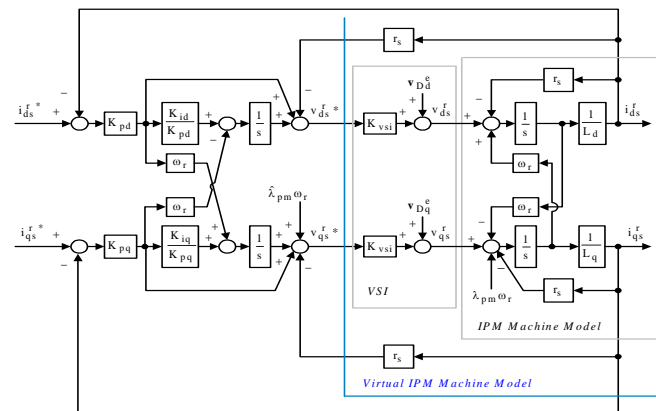 r_s
r_s
i_ds^r *
K_pd
K_id
K_pd
1
s
v_ds^r *
K_vsi
v_Dd^e
v_ds^r
1
s
1
L_d
i_ds^r
ω_r
ω_r
ω_r
ω_r
λ̂_pm ω_r
v_Dq^e
i_qs^r *
K_pq
K_iq
K_pq
1
s
v_qs^r *
K_vsi
v_qs^r
1
s
1
L_q
i_qs^r
λ_pm ω_r
r_s
VSI
IPM Machine Model
r_s
Virtual IPM Machine Model